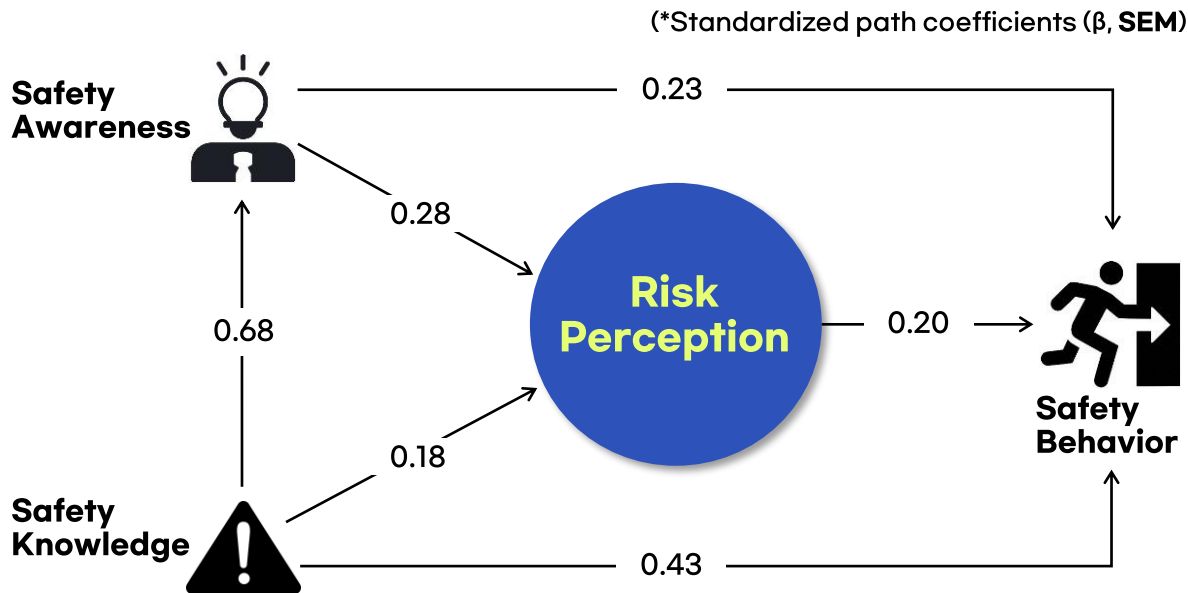 (*Standardized path coefficients (β, SEM)
Safety
Awareness
0.23
0.28
Risk
Perception
0.68
0.20
Safety
Behavior
0.18
Safety
Knowledge
0.43